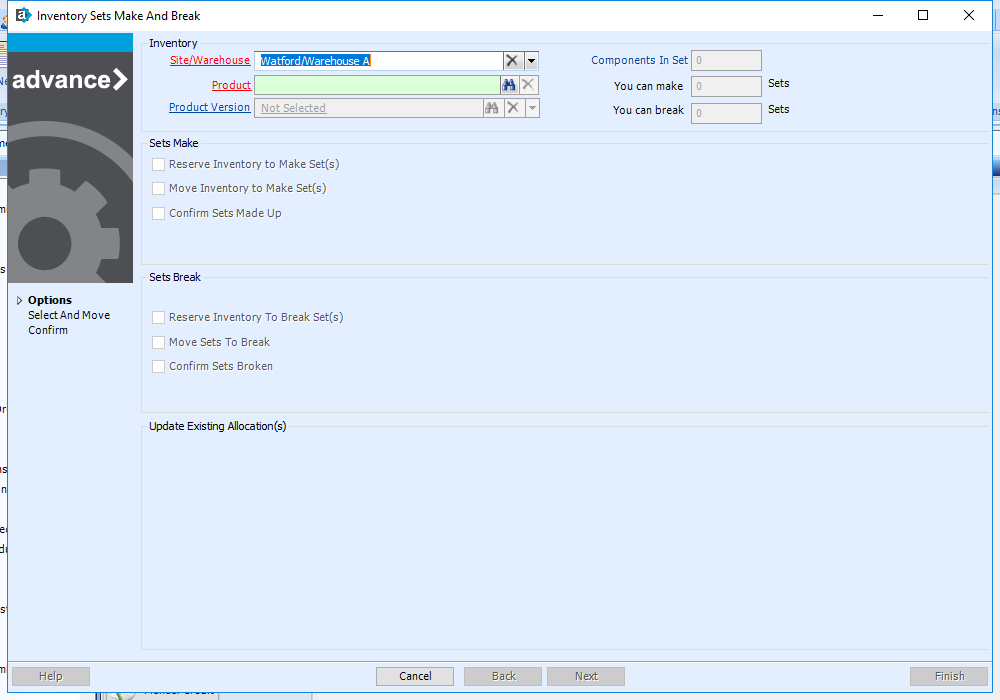 Inventory Sets Make And Break
advance
Options
Select And Move
Confirm
Inventory
Site/Warehouse Watford/Warehouse A
Product
Product Version Not Selected
Components In Set 0
You can make 0 Sets
You can break 0 Sets
Sets Make
Reserve Inventory to Make Set(s)
Move Inventory to Make Set(s)
Confirm Sets Made Up
Sets Break
Reserve Inventory To Break Set(s)
Move Sets To Break
Confirm Sets Broken
Update Existing Allocation(s)
Help Cancel Back Next Finish